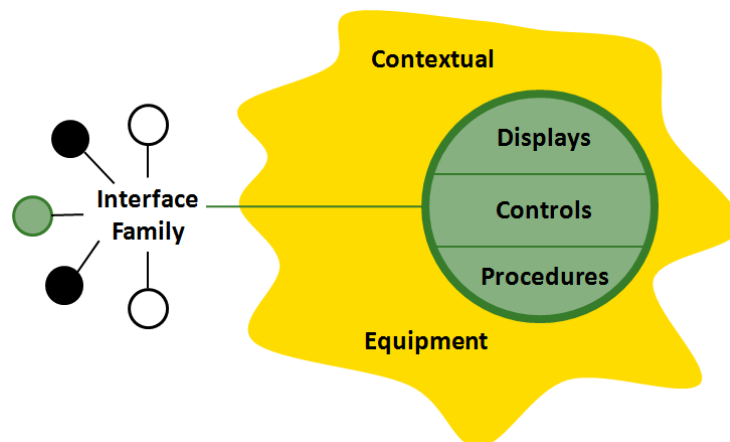 Contextual
Displays
Interface
Family
Controls
Procedures
Equipment